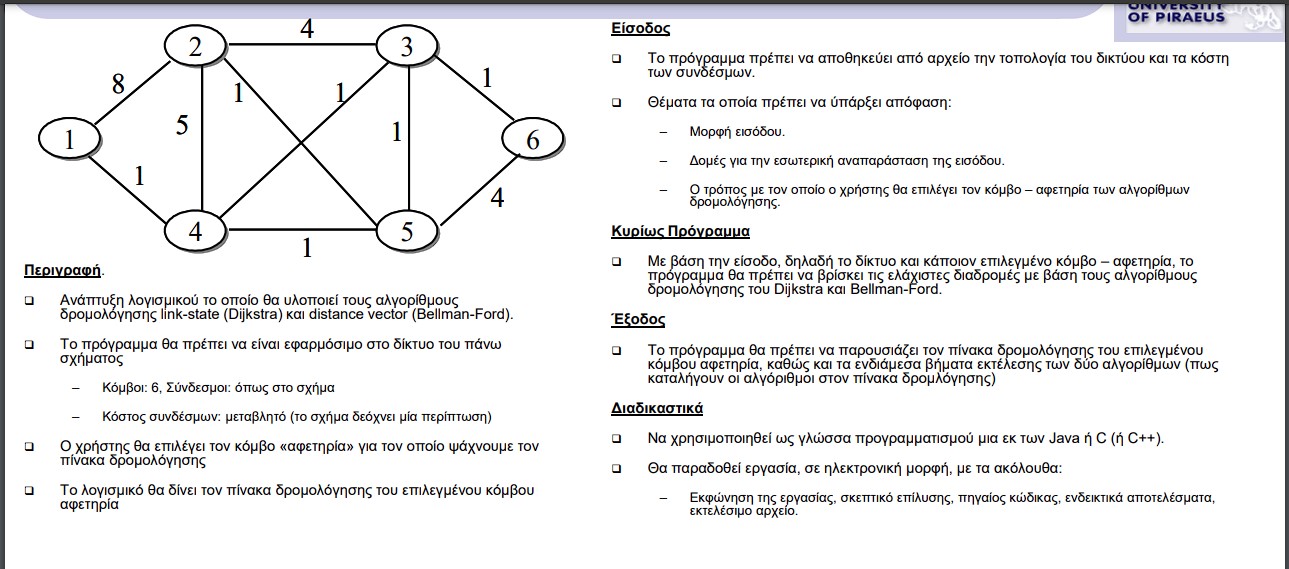 UNIVERSITY
OF PIRAEUS
4
2
3
8
1
1
1
5
1
1
6
1
4
4
5
1
Περιγραφή.
❑ Ανάπτυξη λογισμικού το οποίο θα υλοποιεί τους αλγορίθμους
δρομολόγησης link-state (Dijkstra) και distance vector (Bellman-Ford).
❑ Το πρόγραμμα θα πρέπει να είναι εφαρμόσιμο στο δίκτυο του πάνω
σχήματος
– Κόμβοι: 6, Σύνδεσμοι: όπως στο σχήμα
– Κόστος συνδέσμων: μεταβλητό (το σχήμα δεόχνει μία περίπτωση)
❑ Ο χρήστης θα επιλέγει τον κόμβο «αφετηρία» για τον οποίο ψάχνουμε τον
πίνακα δρομολόγησης
❑ Το λογισμικό θα δίνει τον πίνακα δρομολόγησης του επιλεγμένου κόμβου
αφετηρία
Είσοδος
❑ Το πρόγραμμα πρέπει να αποθηκεύει από αρχείο την τοπολογία του δικτύου και τα κόστη
των συνδέσμων.
❑ Θέματα τα οποία πρέπει να ύπάρξει απόφαση:
– Μορφή εισόδου.
– Δομές για την εσωτερική αναπαράσταση της εισόδου.
– Ο τρόπος με τον οποίο ο χρήστης θα επιλέγει τον κόμβο – αφετηρία των αλγορίθμων
δρομολόγησης.
Κυρίως Πρόγραμμα
❑ Με βάση την είσοδο, δηλαδή το δίκτυο και κάποιον επιλεγμένο κόμβο – αφετηρία, το
πρόγραμμα θα πρέπει να βρίσκει τις ελάχιστες διαδρομές με βάση τους αλγορίθμους
δρομολόγησης του Dijkstra και Bellman-Ford.
Έξοδος
❑ Το πρόγραμμα θα πρέπει να παρουσιάζει τον πίνακα δρομολόγησης του επιλεγμένου
κόμβου αφετηρία, καθώς και τα ενδιάμεσα βήματα εκτέλεσης των δύο αλγορίθμων (πως
καταλήγουν οι αλγόριθμοι στον πίνακα δρομλόγησης)
Διαδικαστικά
❑ Να χρησιμοποιηθεί ως γλώσσα προγραμματισμού μια εκ των Java ή C (ή C++).
❑ Θα παραδοθεί εργασία, σε ηλεκτρονική μορφή, με τα ακόλουθα:
– Εκφώνηση της εργασίας, σκεπτικό επίλυσης, πηγαίος κώδικας, ενδεικτικά αποτελέσματα,
εκτελέσιμο αρχείο.